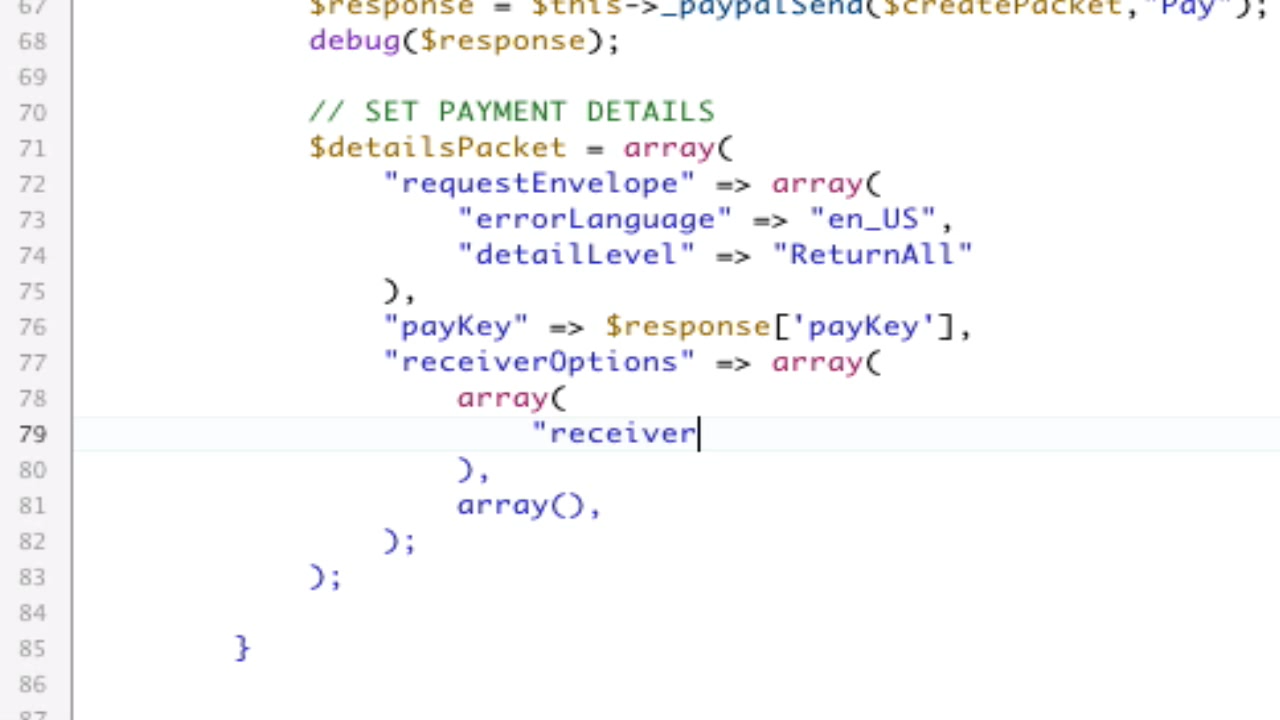 67 $response = $this->_paypalSend($createPacket,"Pay");
68 debug($response);
69
70 // SET PAYMENT DETAILS
71 $detailsPacket = array(
72 "requestEnvelope" => array(
73 "errorLanguage" => "en_US",
74 "detailLevel" => "ReturnAll"
75 ),
76 "payKey" => $response['payKey'],
77 "receiverOptions" => array(
78 array(
79 "receiver
80 ),
81 array(),
82 );
83 );
84
85 }
86
87